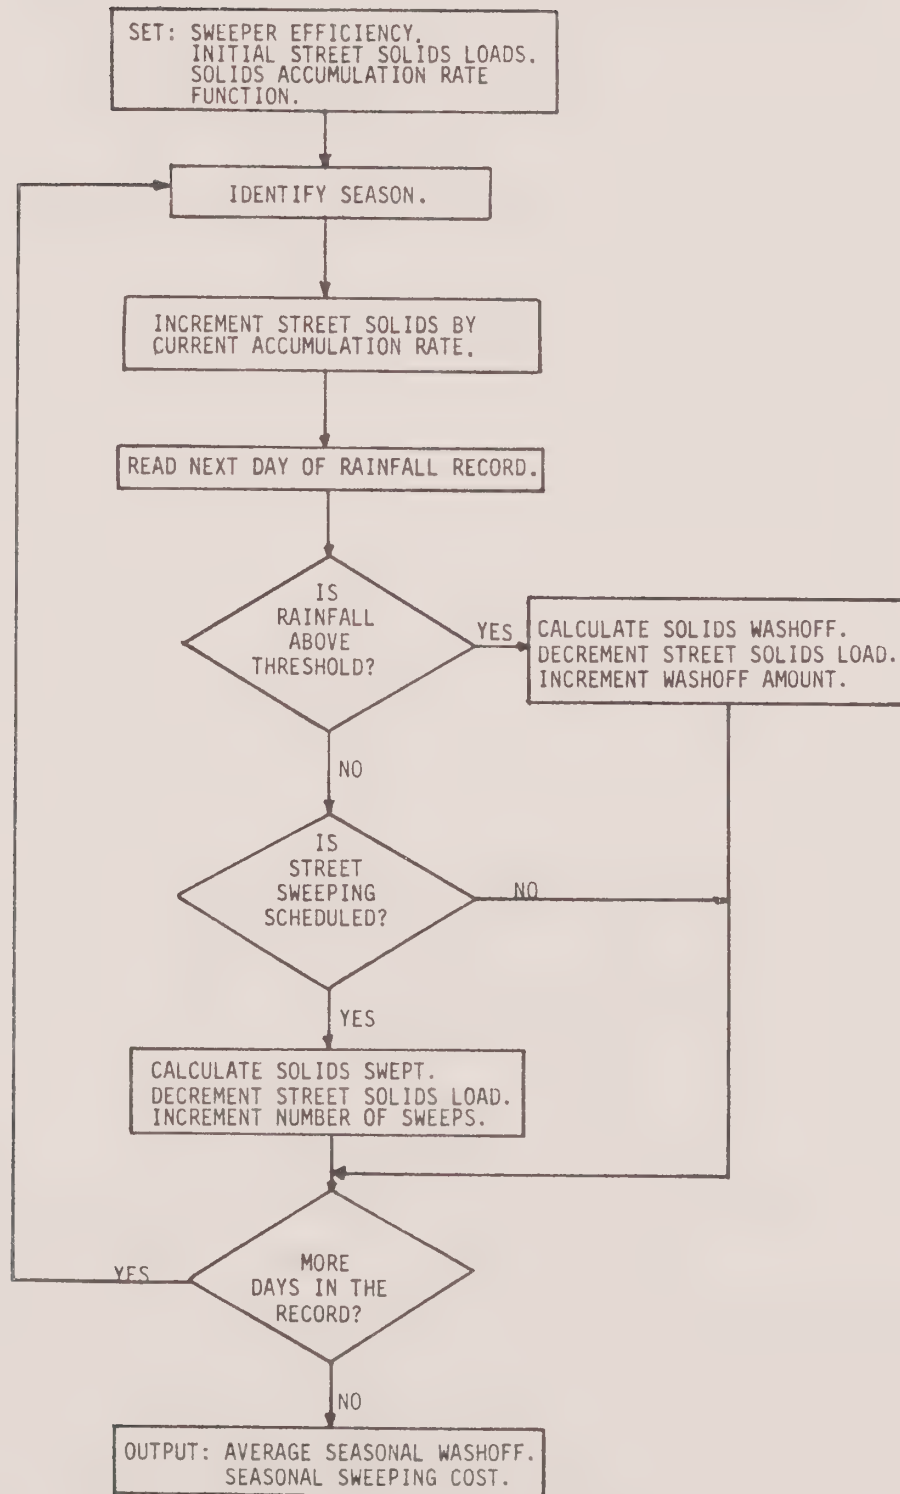 SET: SWEEPER EFFICIENCY.
INITIAL STREET SOLIDS LOADS.
SOLIDS ACCUMULATION RATE
FUNCTION.
IDENTIFY SEASON.
INCREMENT STREET SOLIDS BY
CURRENT ACCUMULATION RATE.
READ NEXT DAY OF RAINFALL RECORD.
IS
RAINFALL
ABOVE
THRESHOLD?
YES
CALCULATE SOLIDS WASHOFF.
DECREMENT STREET SOLIDS LOAD.
INCREMENT WASHOFF AMOUNT.
NO
IS
STREET
SWEEPING
SCHEDULED?
NO
YES
CALCULATE SOLIDS SWEPT.
DECREMENT STREET SOLIDS LOAD.
INCREMENT NUMBER OF SWEEPS.
MORE
DAYS IN THE
RECORD?
YES
NO
OUTPUT: AVERAGE SEASONAL WASHOFF.
SEASONAL SWEEPING COST.